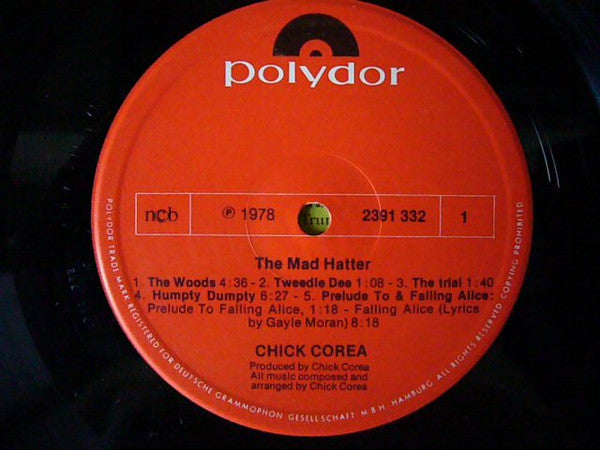 polydor
ncb
℗ 1978
2391 332
1
The Mad Hatter
1. The Woods 4:36 - 2. Tweedle Dee 1:08 - 3. The trial 1:40
4. Humpty Dumpty 6:27 - 5. Prelude To & Falling Alice:
Prelude To Falling Alice, 1:18 - Falling Alice (Lyrics
by Gayle Moran) 8:18
CHICK COREA
Produced by Chick Corea
All music composed and
arranged by Chick Corea
POLYDOR TRADE MARK REGISTERED FOR DEUTSCHE GRAMMOPHON GESELLSCHAFT M·B·H· HAMBURG ALL RIGHTS RESERVED COPYING PROHIBITED